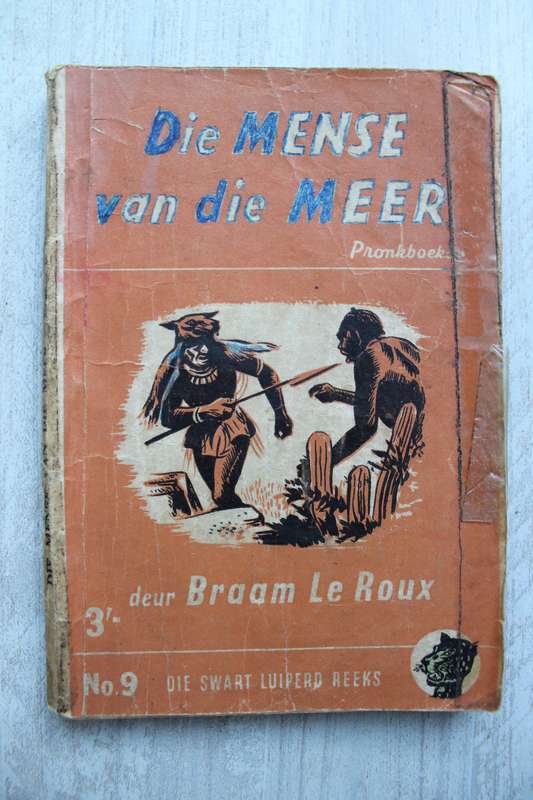 Die MENSE
van die MEER
Pronkboek
deur Braam Le Roux
3'-
No.9 DIE SWART LUIPERD REEKS